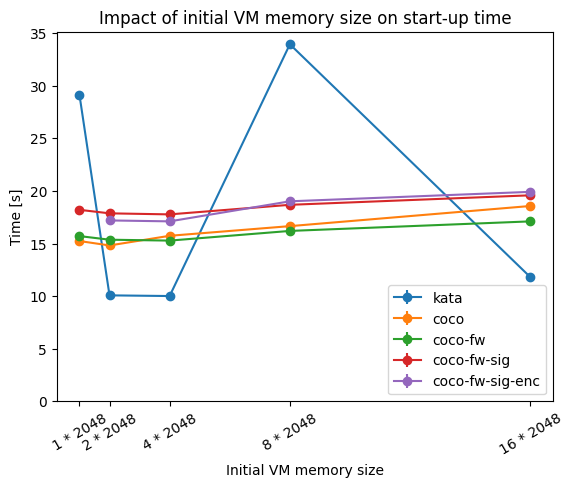 Impact of initial VM memory size on start-up time
Time [s]
35
30
25
20
15
10
5
0
1 * 2048
2 * 2048
4 * 2048
8 * 2048
16 * 2048
Initial VM memory size
kata
coco
coco-fw
coco-fw-sig
coco-fw-sig-enc